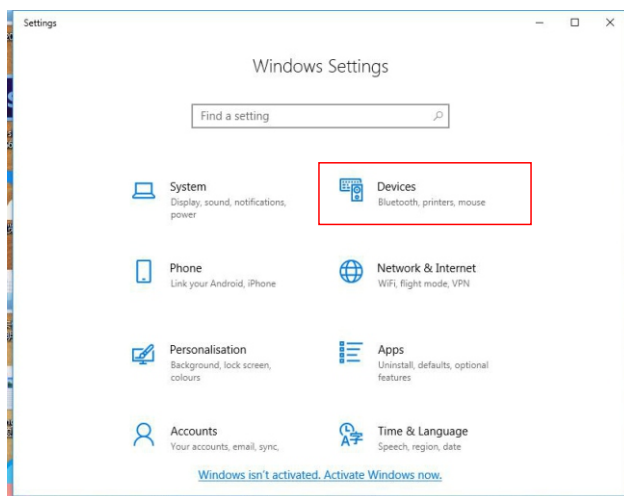 Settings
Windows Settings
Find a setting
System
Display, sound, notifications,
power
Devices
Bluetooth, printers, mouse
Phone
Link your Android, iPhone
Network & Internet
WiFi, flight mode, VPN
Personalisation
Background, lock screen,
colours
Apps
Uninstall, defaults, optional
features
Accounts
Your accounts, email, sync,
Time & Language
Speech, region, date
Windows isn't activated. Activate Windows now.